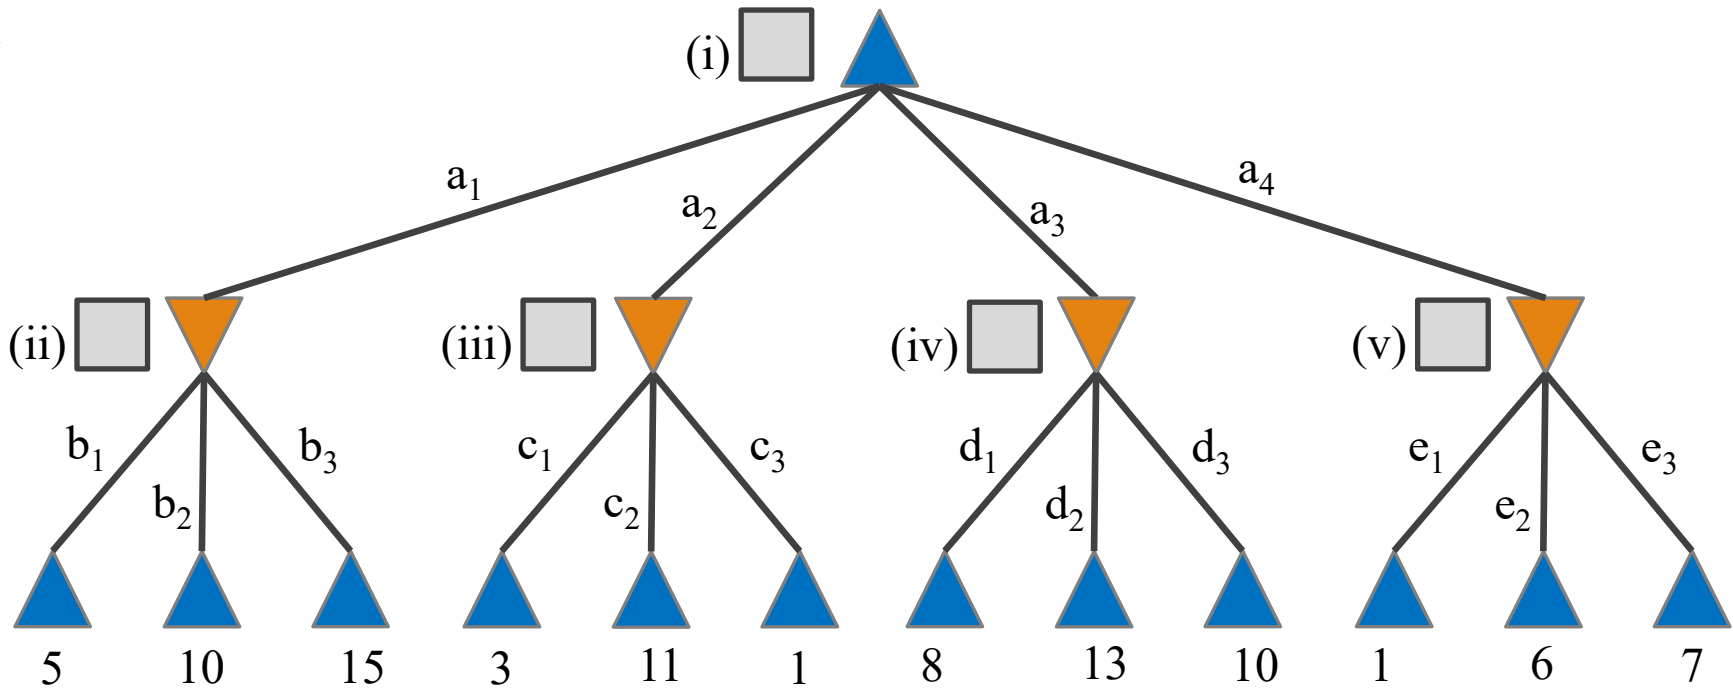 (i)
a1 a2 a3 a4
(ii) (iii) (iv) (v)
b1 b2 b3 c1 c2 c3 d1 d2 d3 e1 e2 e3
5 10 15 3 11 1 8 13 10 1 6 7